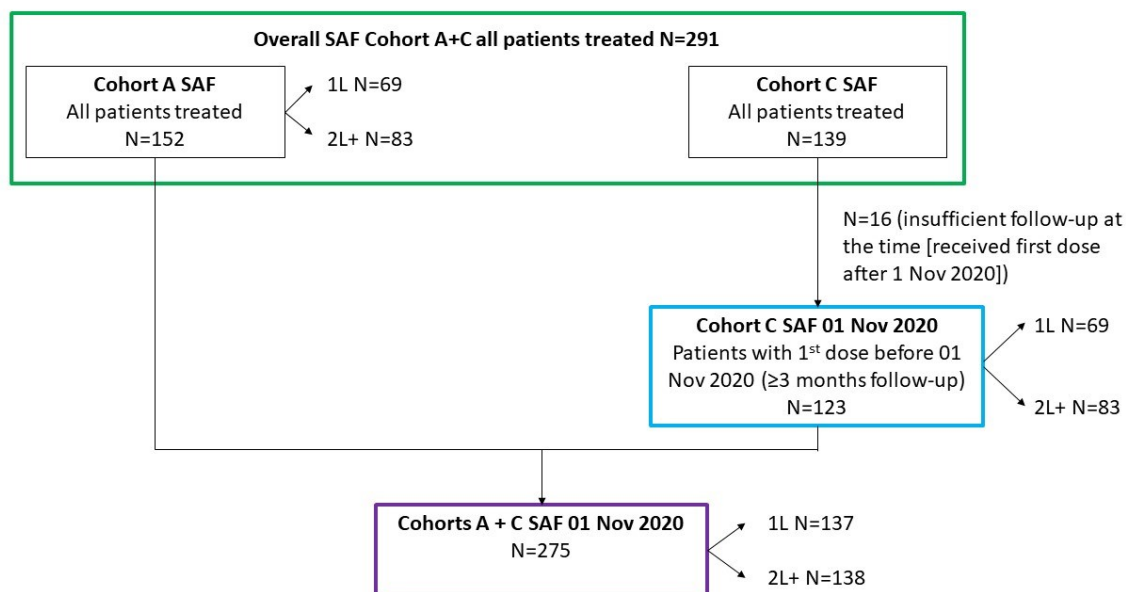 Overall SAF Cohort A+C all patients treated N=291
Cohort A SAF
All patients treated
N=152
1L N=69
2L+ N=83
Cohort C SAF
All patients treated
N=139
N=16 (insufficient follow-up at
the time [received first dose
after 1 Nov 2020])
Cohort C SAF 01 Nov 2020
Patients with 1st dose before 01
Nov 2020 (≥3 months follow-up)
N=123
1L N=69
2L+ N=83
Cohorts A + C SAF 01 Nov 2020
N=275
1L N=137
2L+ N=138